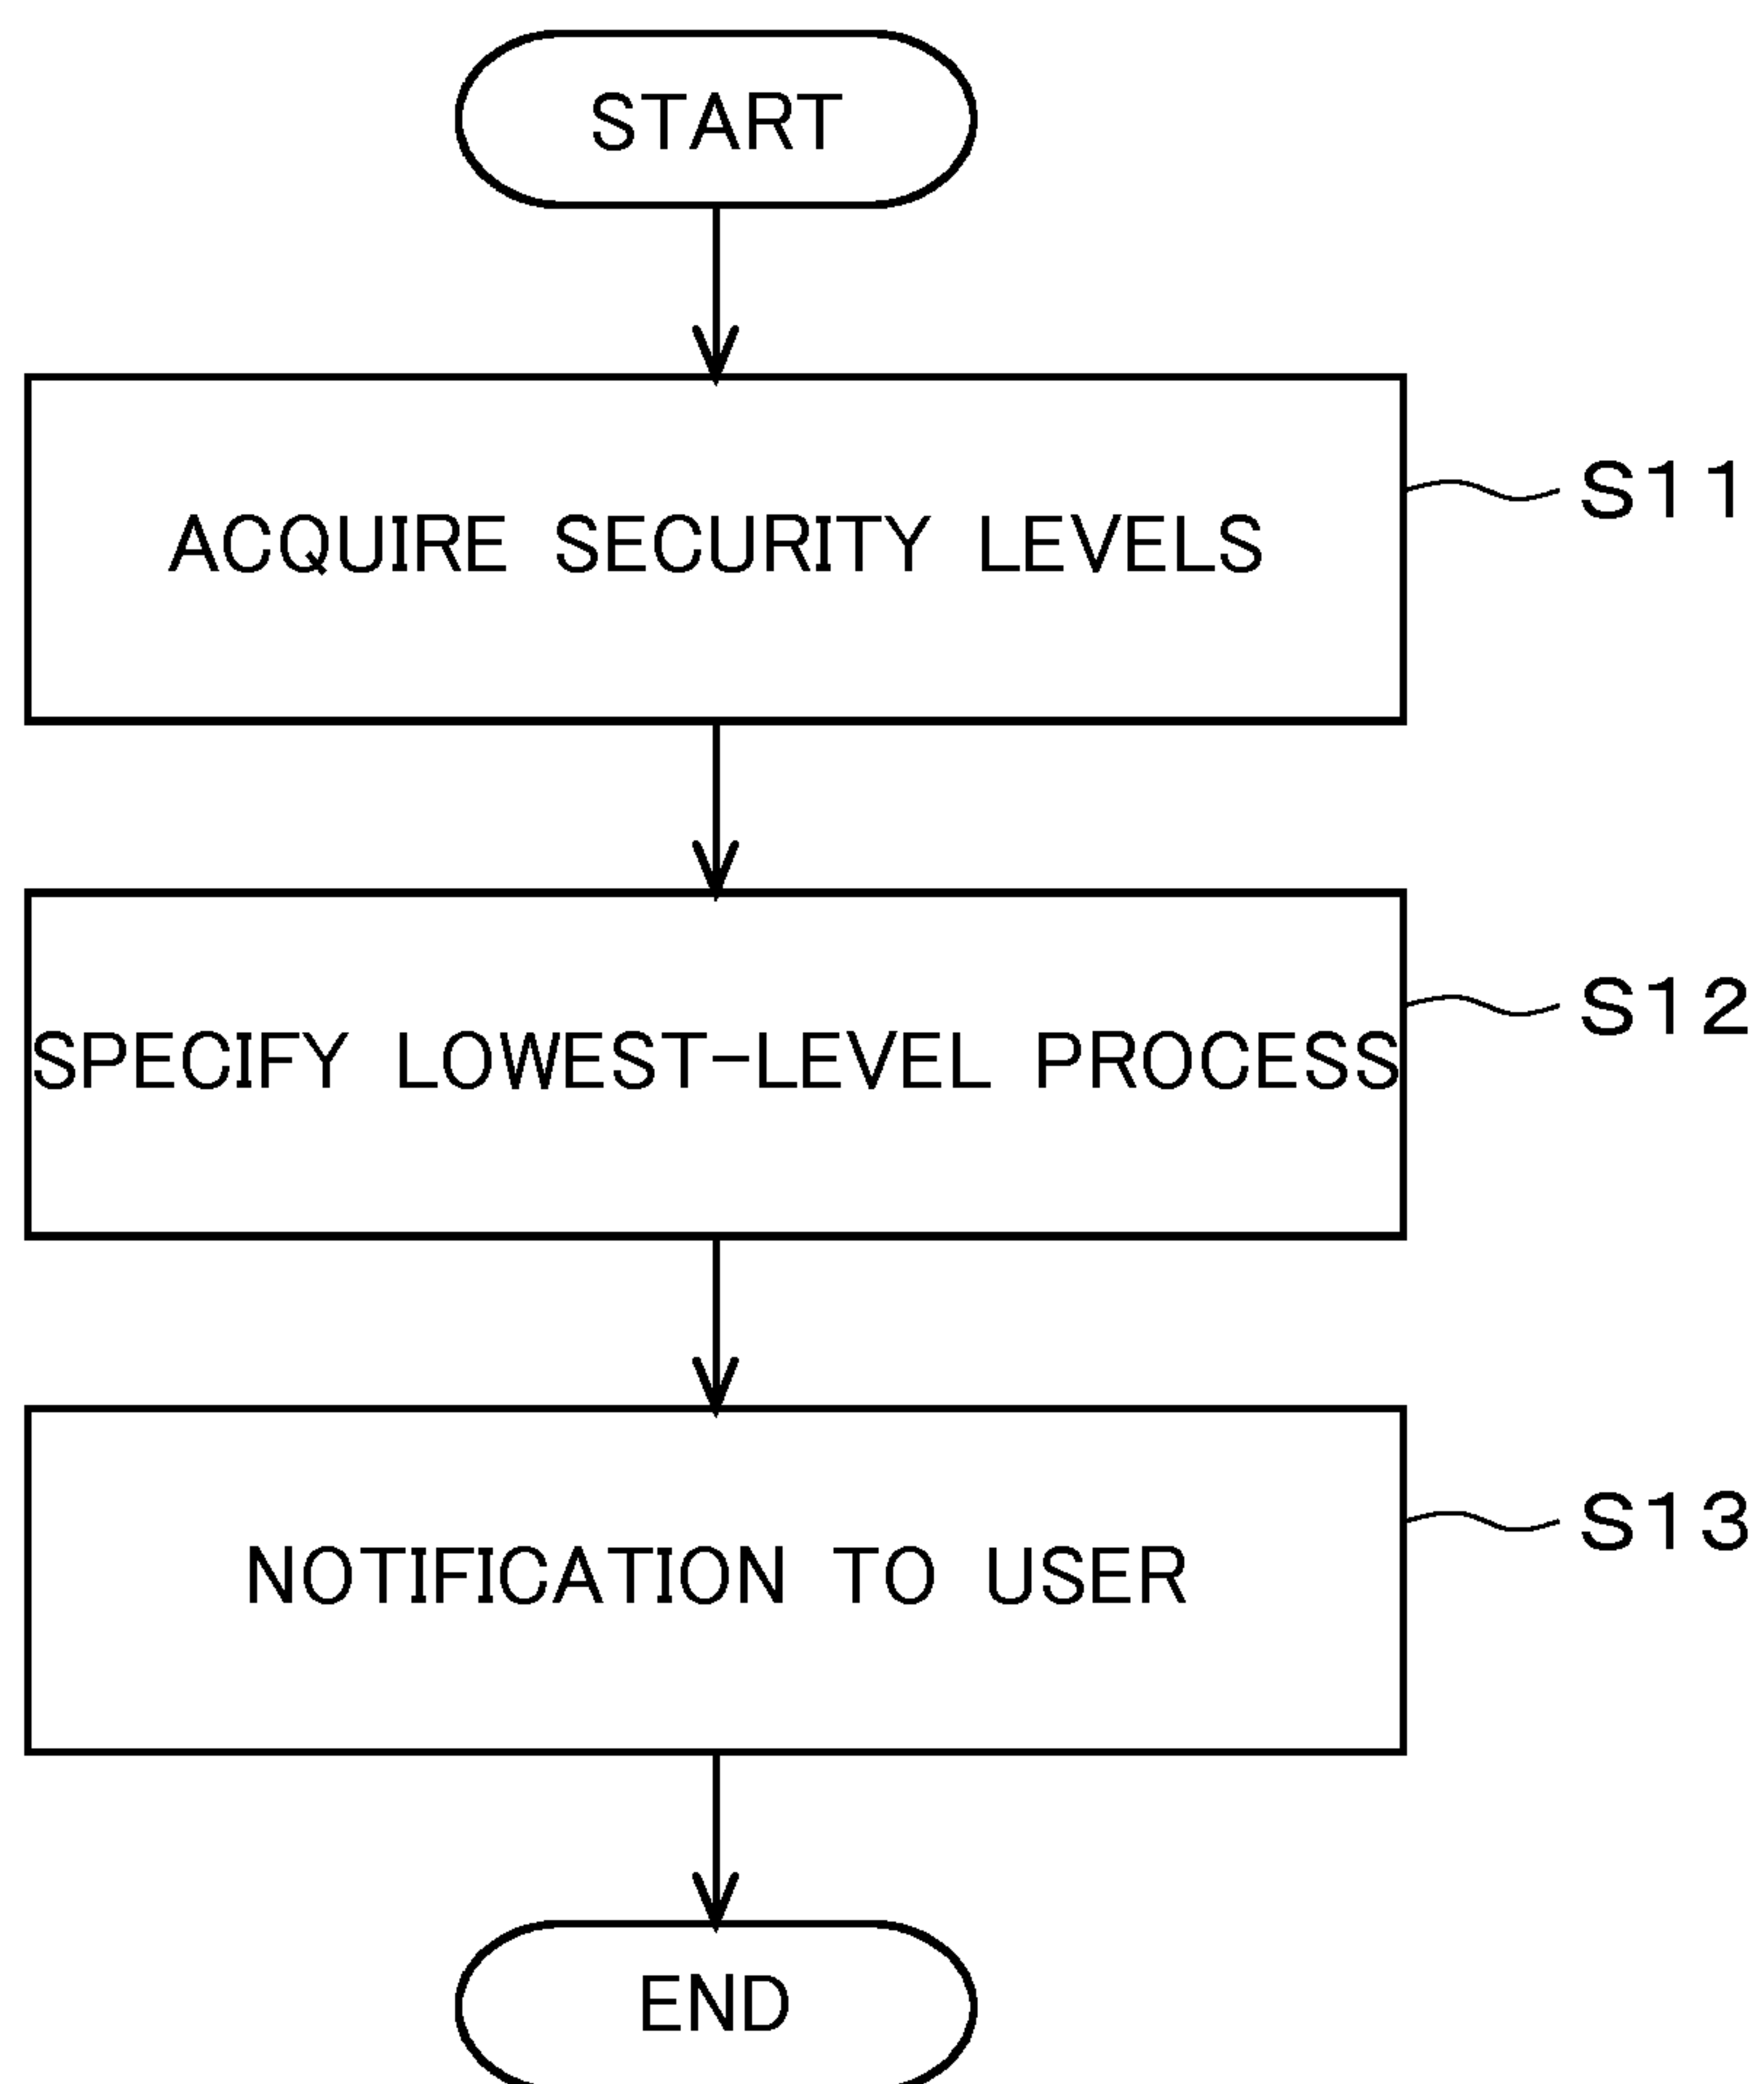 START
ACQUIRE SECURITY LEVELS
S11
SPECIFY LOWEST-LEVEL PROCESS
S12
NOTIFICATION TO USER
S13
END